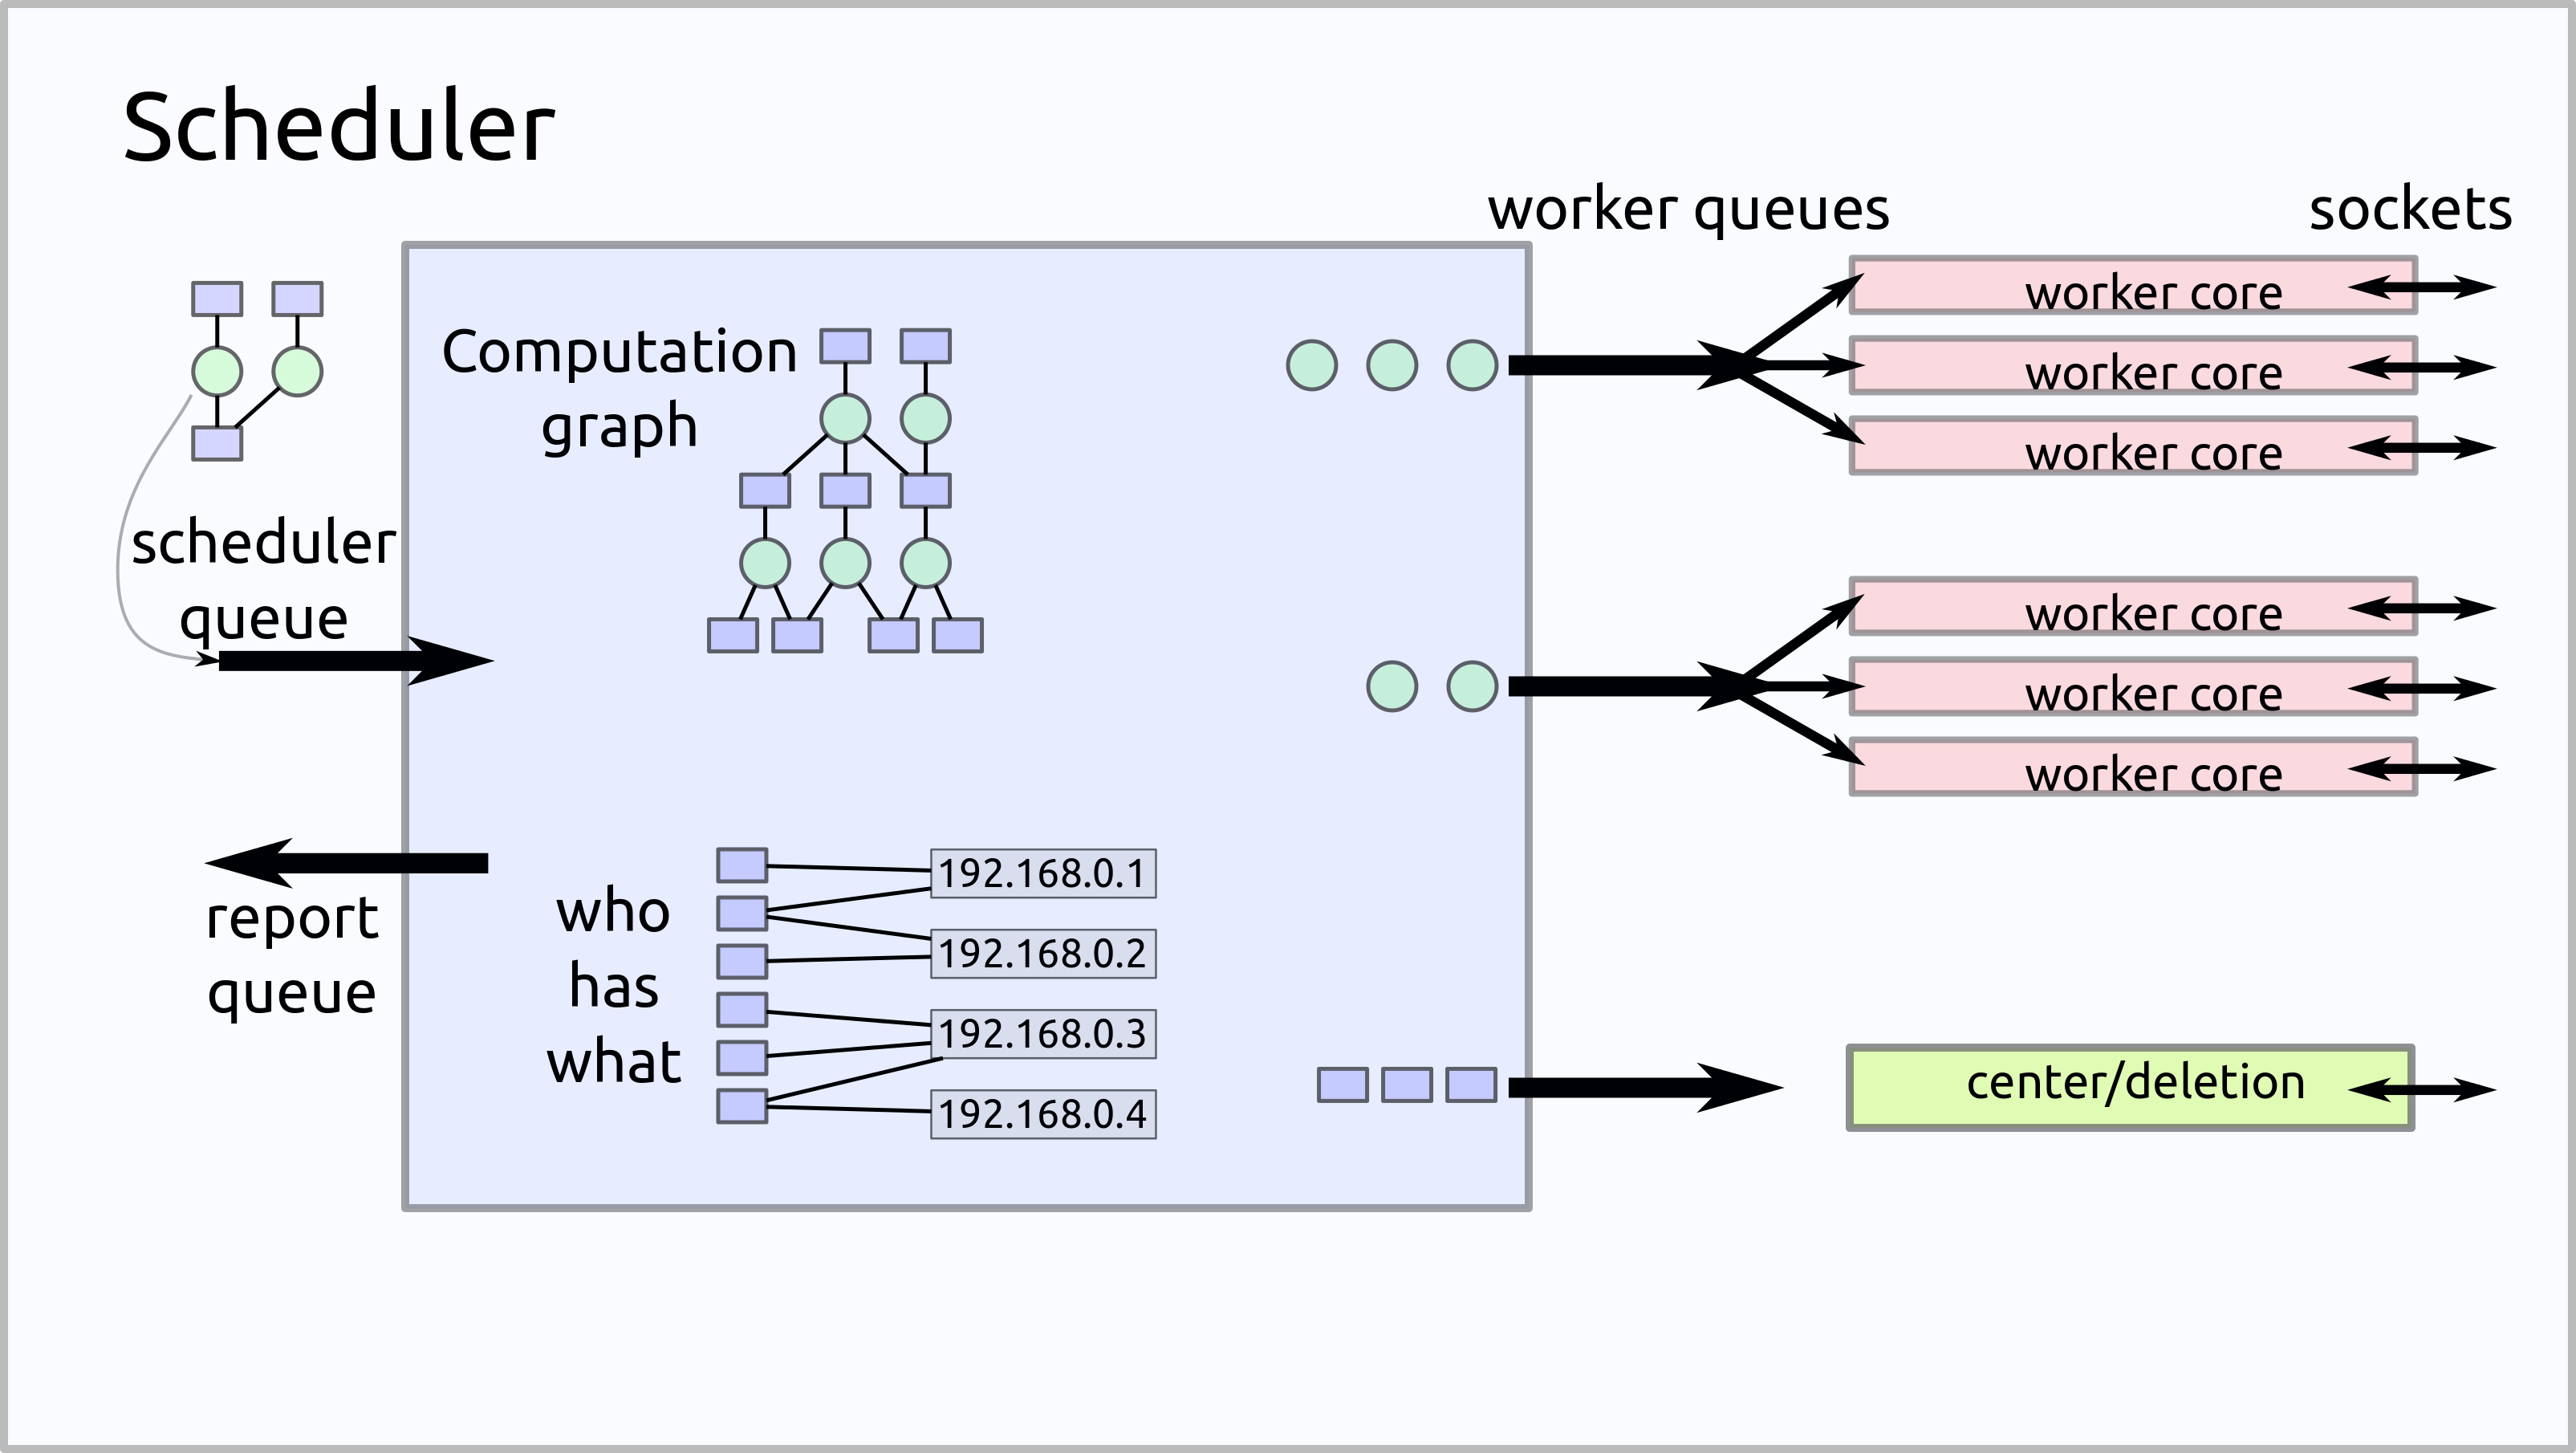 Scheduler
worker queues
sockets
scheduler
queue
report
queue
Computation
graph
who
has
what
192.168.0.1
192.168.0.2
192.168.0.3
192.168.0.4
worker core
worker core
worker core
worker core
worker core
worker core
center/deletion